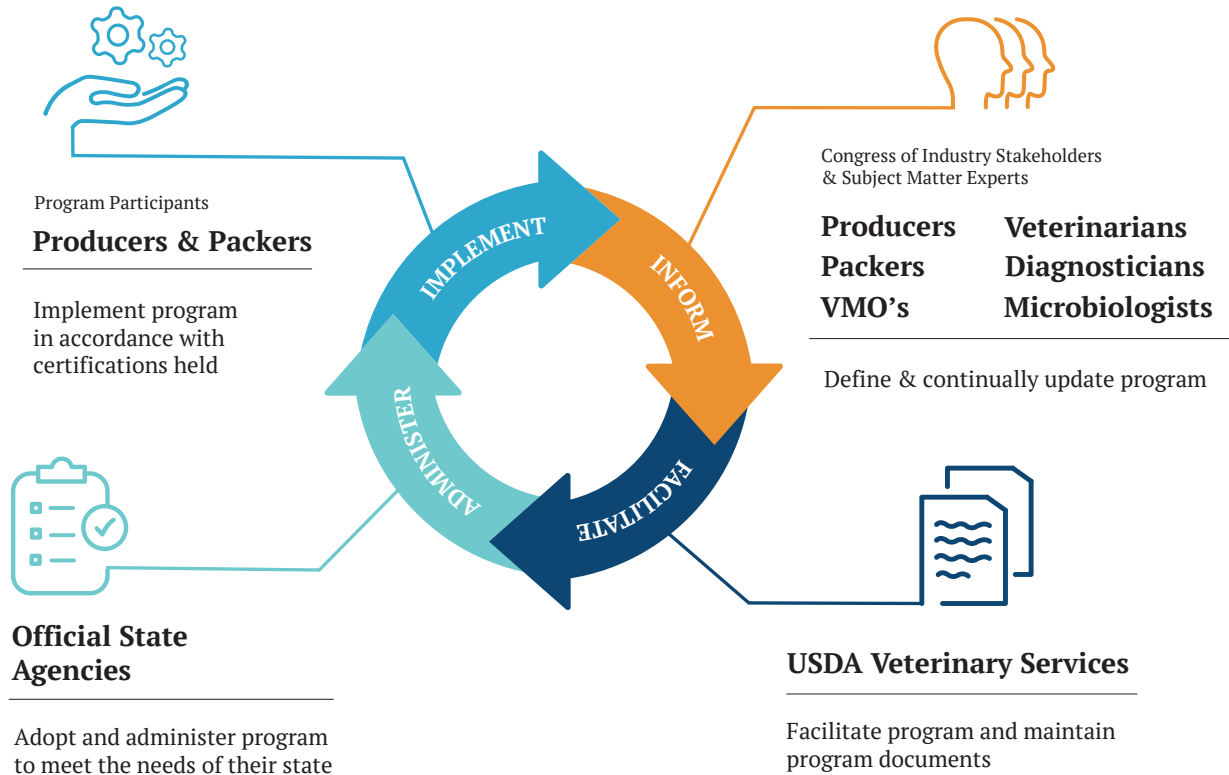 Program Participants
Producers & Packers
Implement program
in accordance with
certifications held
IMPLEMENT
INFORM
FACILITATE
ADMINISTER
Congress of Industry Stakeholders
& Subject Matter Experts
Producers Veterinarians
Packers Diagnosticians
VMO’s Microbiologists
Define & continually update program
Official State
Agencies
Adopt and administer program
to meet the needs of their state
USDA Veterinary Services
Facilitate program and maintain
program documents